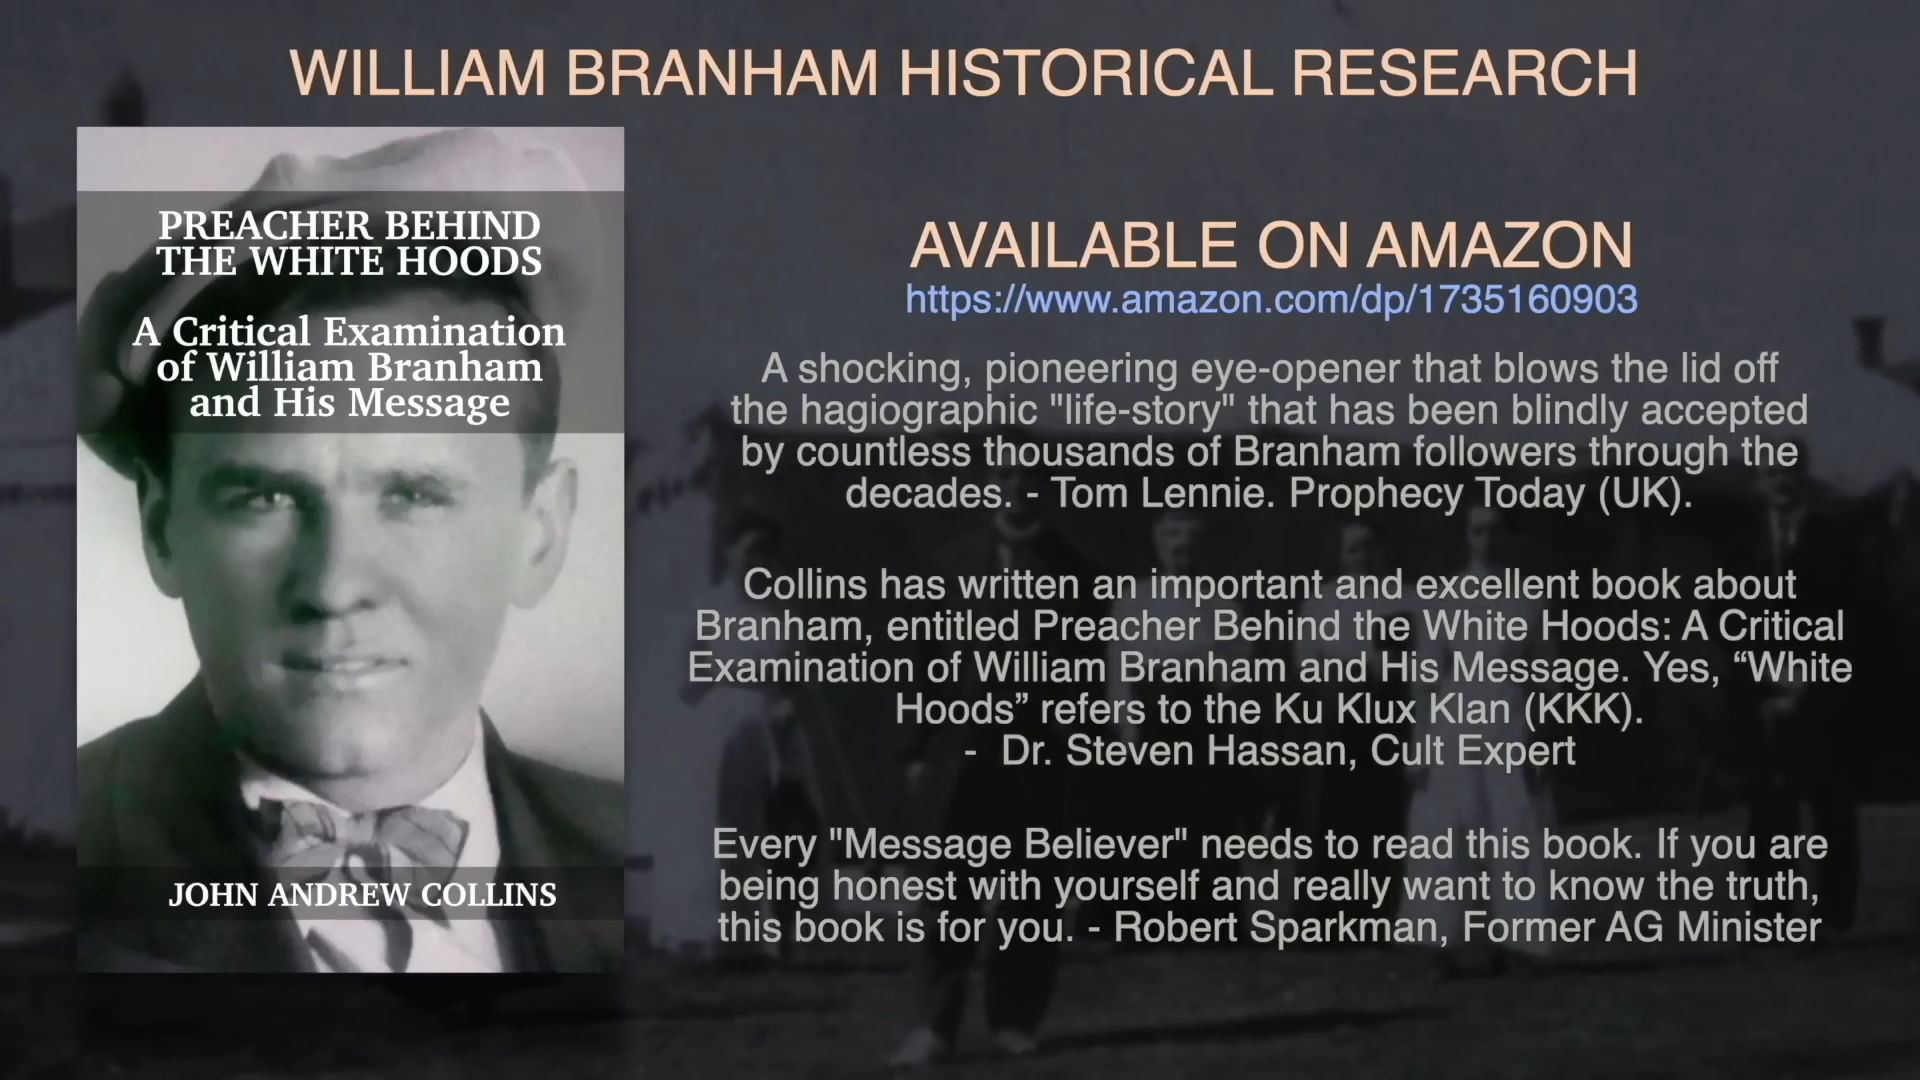 WILLIAM BRANHAM HISTORICAL RESEARCH
PREACHER BEHIND
THE WHITE HOODS
A Critical Examination
of William Branham
and His Message
JOHN ANDREW COLLINS
AVAILABLE ON AMAZON
https://www.amazon.com/dp/1735160903
A shocking, pioneering eye-opener that blows the lid off
the hagiographic "life-story" that has been blindly accepted
by countless thousands of Branham followers through the
decades. - Tom Lennie. Prophecy Today (UK).
Collins has written an important and excellent book about
Branham, entitled Preacher Behind the White Hoods: A Critical
Examination of William Branham and His Message. Yes, “White
Hoods” refers to the Ku Klux Klan (KKK).
- Dr. Steven Hassan, Cult Expert
Every "Message Believer" needs to read this book. If you are
being honest with yourself and really want to know the truth,
this book is for you. - Robert Sparkman, Former AG Minister